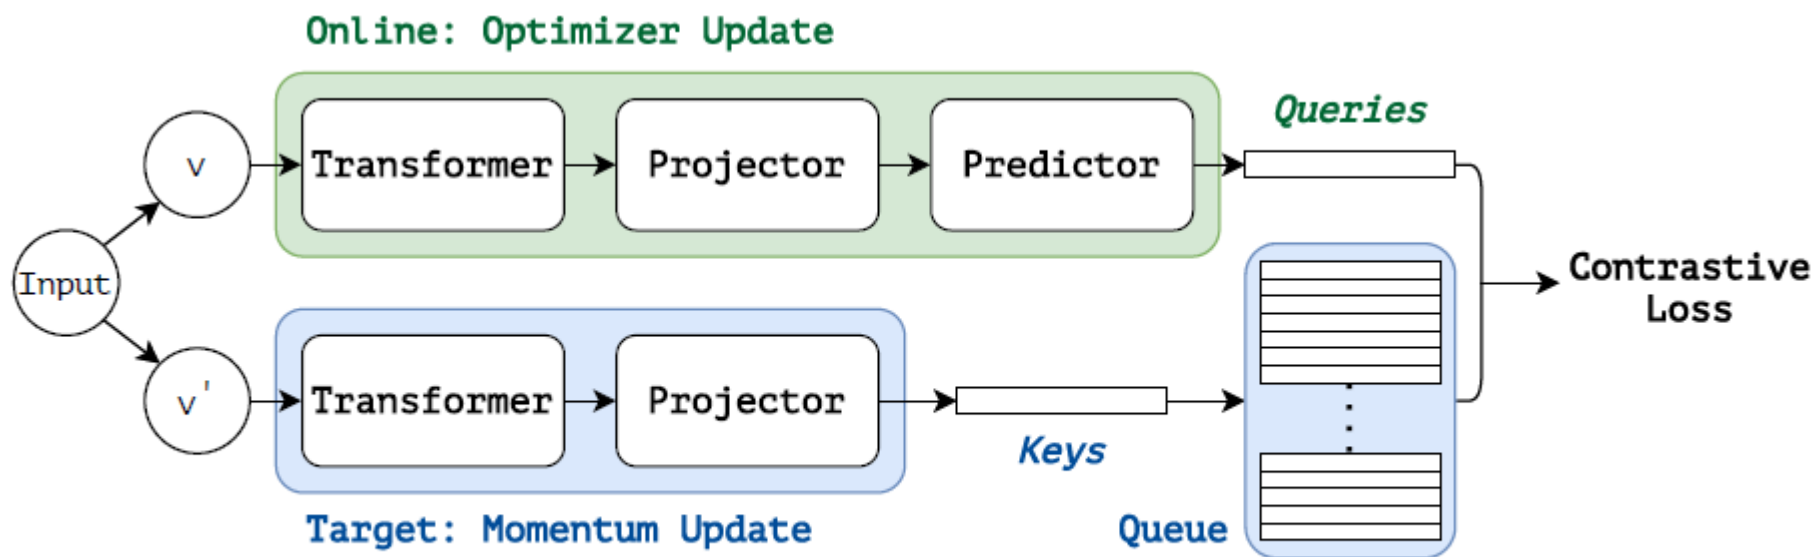 Online: Optimizer Update
Queries
v
Transformer
Projector
Predictor
Input
Contrastive
Loss
v'
Transformer
Projector
Keys
Target: Momentum Update
Queue